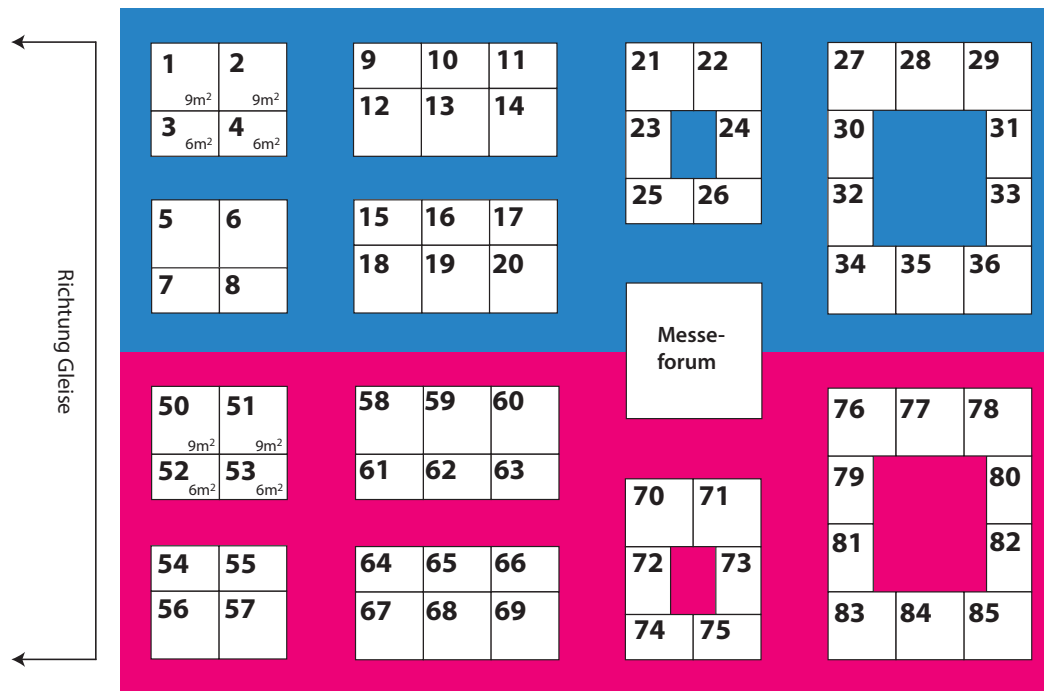 Richtung Gleise
1 2
9m² 9m²
3 4
6m² 6m²
5 6
7 8
9 10 11
12 13 14
15 16 17
18 19 20
21 22
23 24
25 26
27 28 29
30 31
32 33
34 35 36
Messe-
forum
50 51
9m² 9m²
52 53
6m² 6m²
54 55
56 57
58 59 60
61 62 63
64 65 66
67 68 69
70 71
72 73
74 75
76 77 78
79 80
81 82
83 84 85